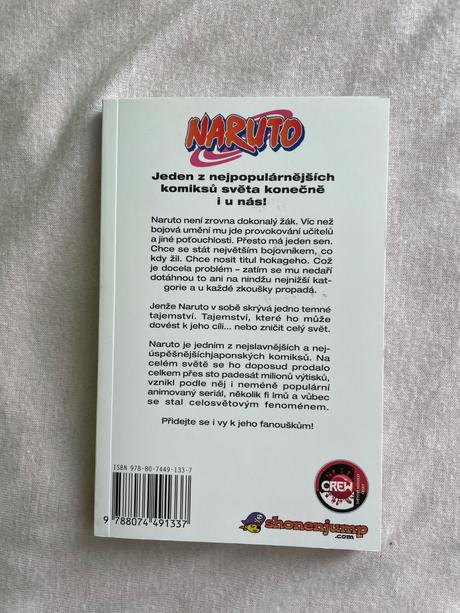 NARUTO
Jeden z nejpopulárnějších
komiksů světa konečně
i u nás!
Naruto není zrovna dokonalý žák. Víc než
bojová umění mu jde provokování učitelů
a jiné poťouchlosti. Přesto má jeden sen.
Chce se stát největším bojovníkem, co
kdy žil. Chce nosit titul hokageho. Což
je docela problém – zatím se mu nedaří
dotáhnou to ani na nindžu nejnižší kat-
gorie a u každé zkoušky propadá.
Jenže Naruto v sobě skrývá jedno temné
tajemství. Tajemství, které ho může
dovést k jeho cíli... nebo zničit celý svět.
Naruto je jedním z nejslavnějších a nej-
úspěšnějšíchjaponských komiksů. Na
celém světě se ho doposud prodalo
celkem přes sto padesát milionů výtisků,
vznikl podle něj i neméně populární
animovaný seriál, několik fi lmů a vůbec
se stal celosvětovým fenoménem.
Přidejte se i vy k jeho fanouškům!
ISBN 978-80-7449-133-7
9 788074 491337
CREW
shonenjump
.com